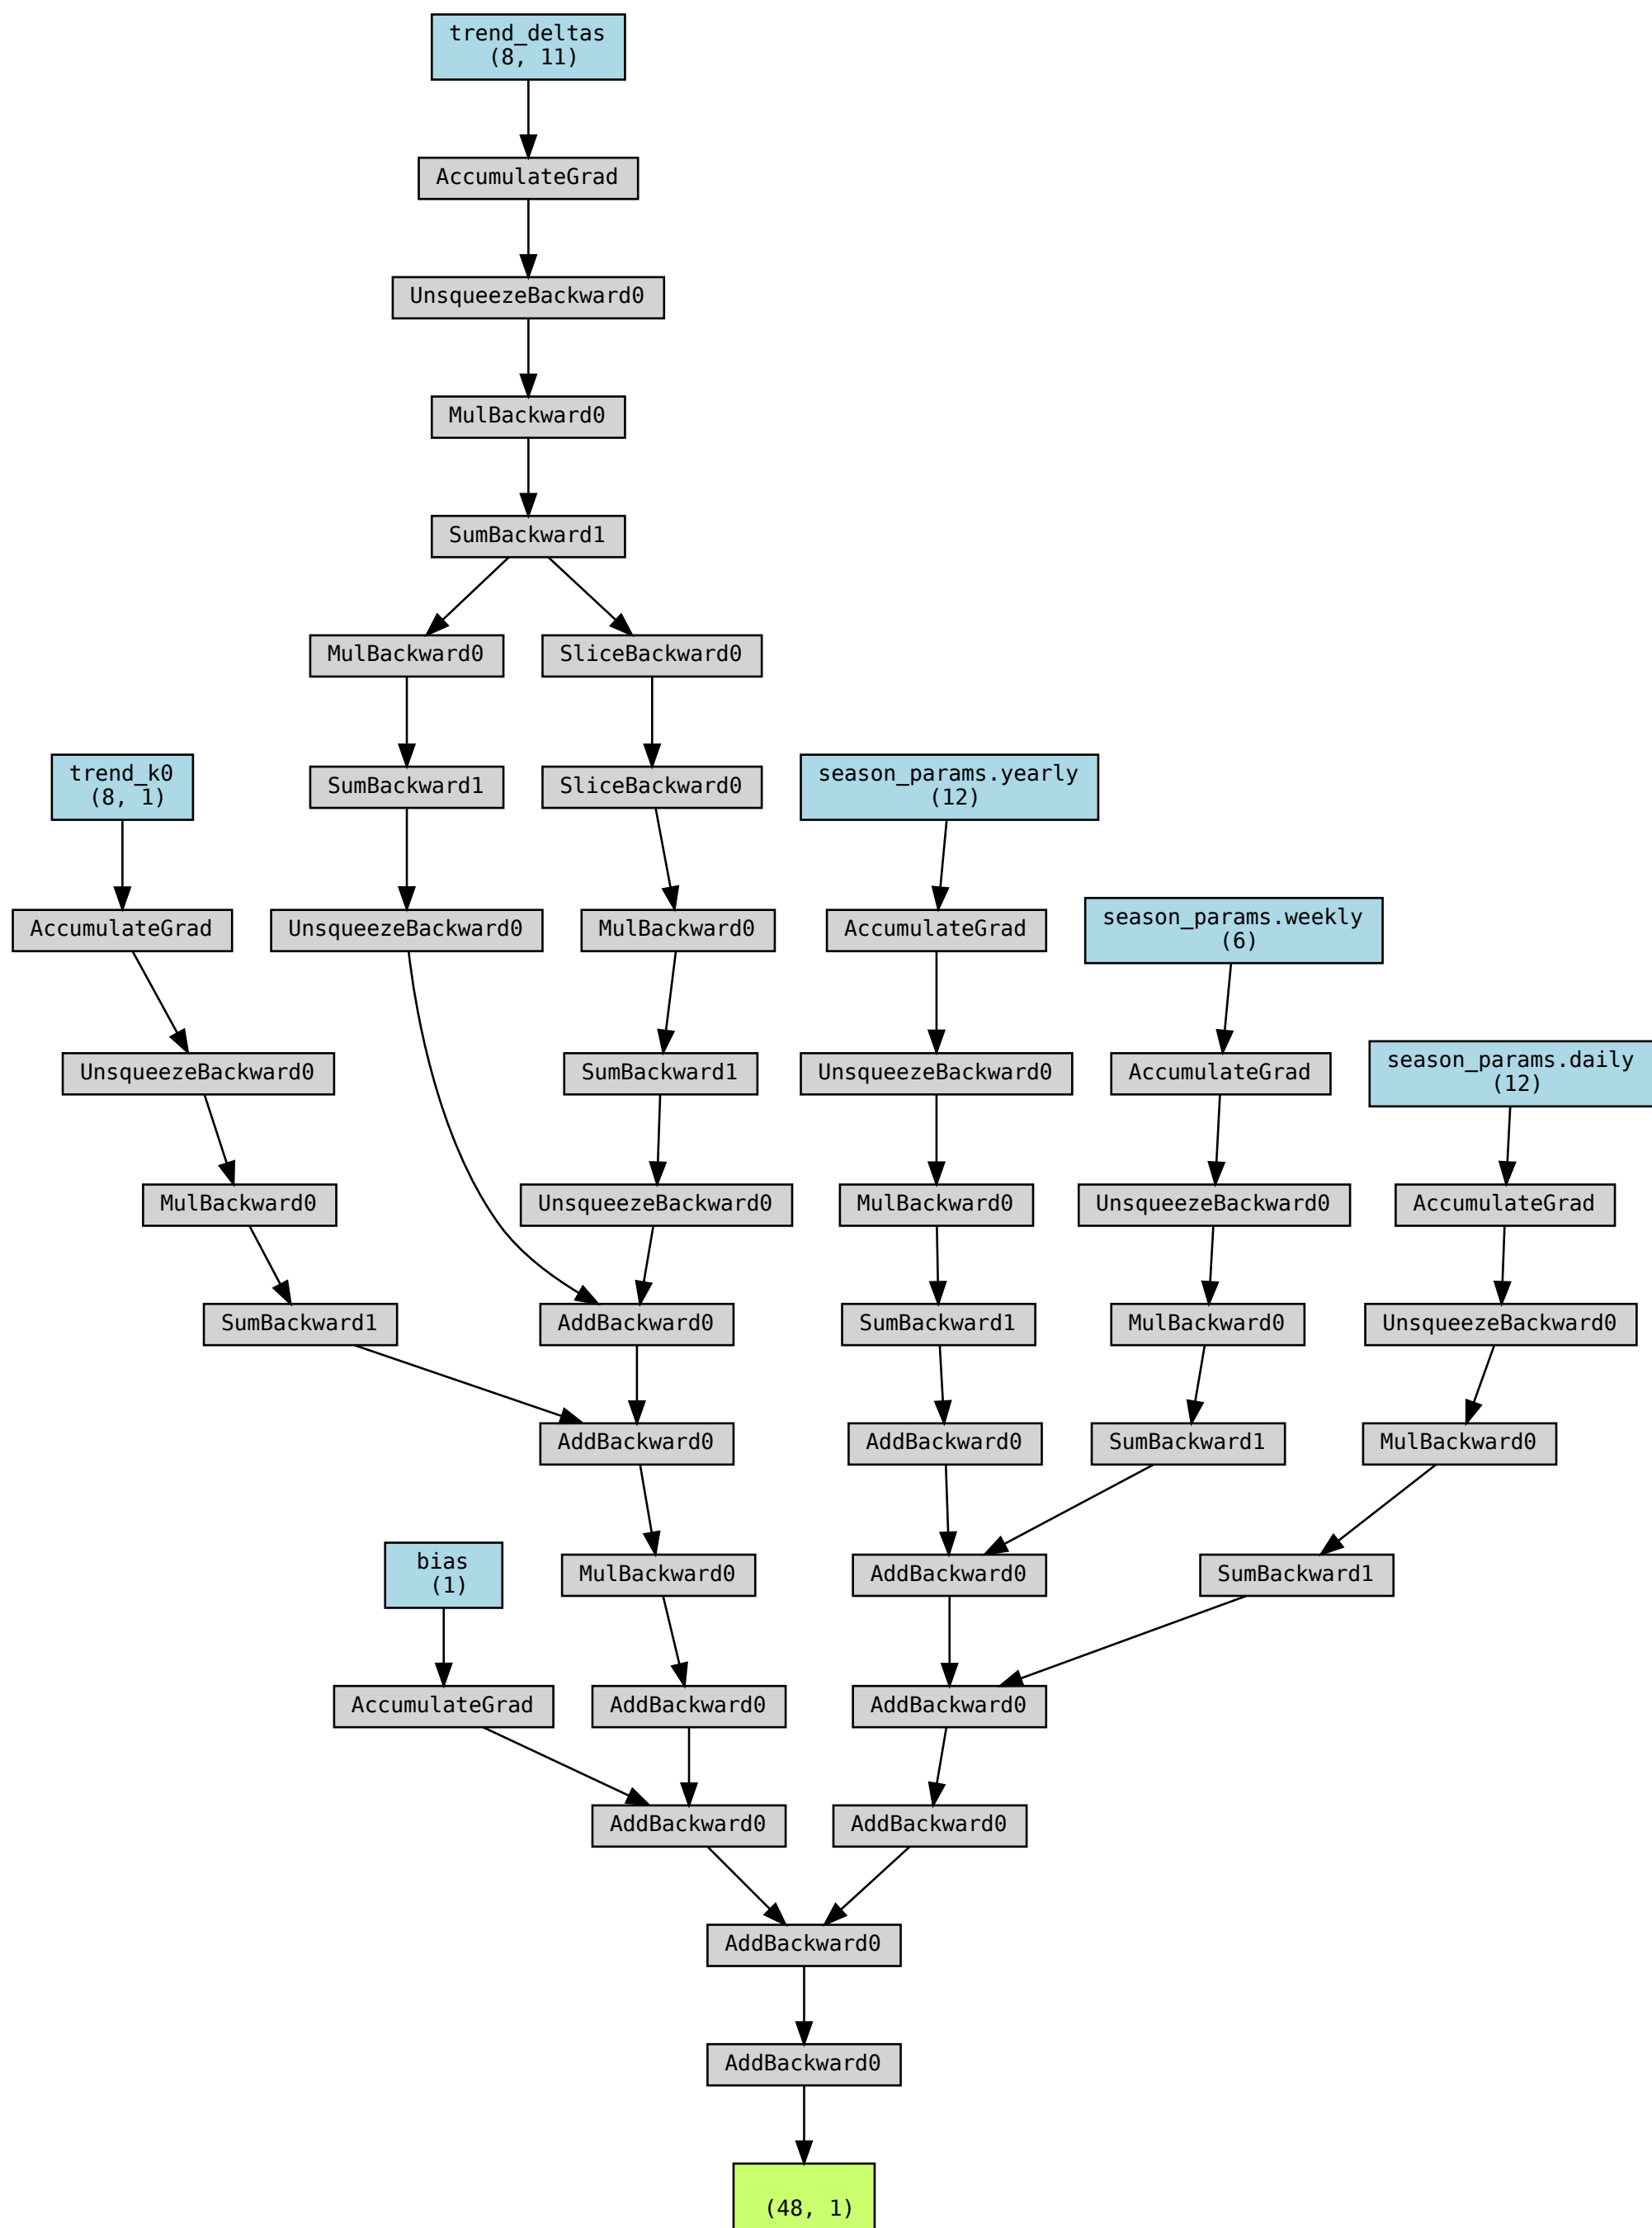 trend_deltas
(8, 11)
AccumulateGrad
UnsqueezeBackward0
MulBackward0
SumBackward1
MulBackward0
SliceBackward0
trend_k0
(8, 1)
SumBackward1
SliceBackward0
season_params.yearly
(12)
AccumulateGrad
UnsqueezeBackward0
MulBackward0
AccumulateGrad
season_params.weekly
(6)
UnsqueezeBackward0
SumBackward1
UnsqueezeBackward0
AccumulateGrad
season_params.daily
(12)
MulBackward0
UnsqueezeBackward0
MulBackward0
UnsqueezeBackward0
AccumulateGrad
SumBackward1
AddBackward0
SumBackward1
MulBackward0
UnsqueezeBackward0
AddBackward0
AddBackward0
SumBackward1
MulBackward0
bias
(1)
MulBackward0
AddBackward0
SumBackward1
AccumulateGrad
AddBackward0
AddBackward0
AddBackward0
AddBackward0
AddBackward0
AddBackward0
(48, 1)